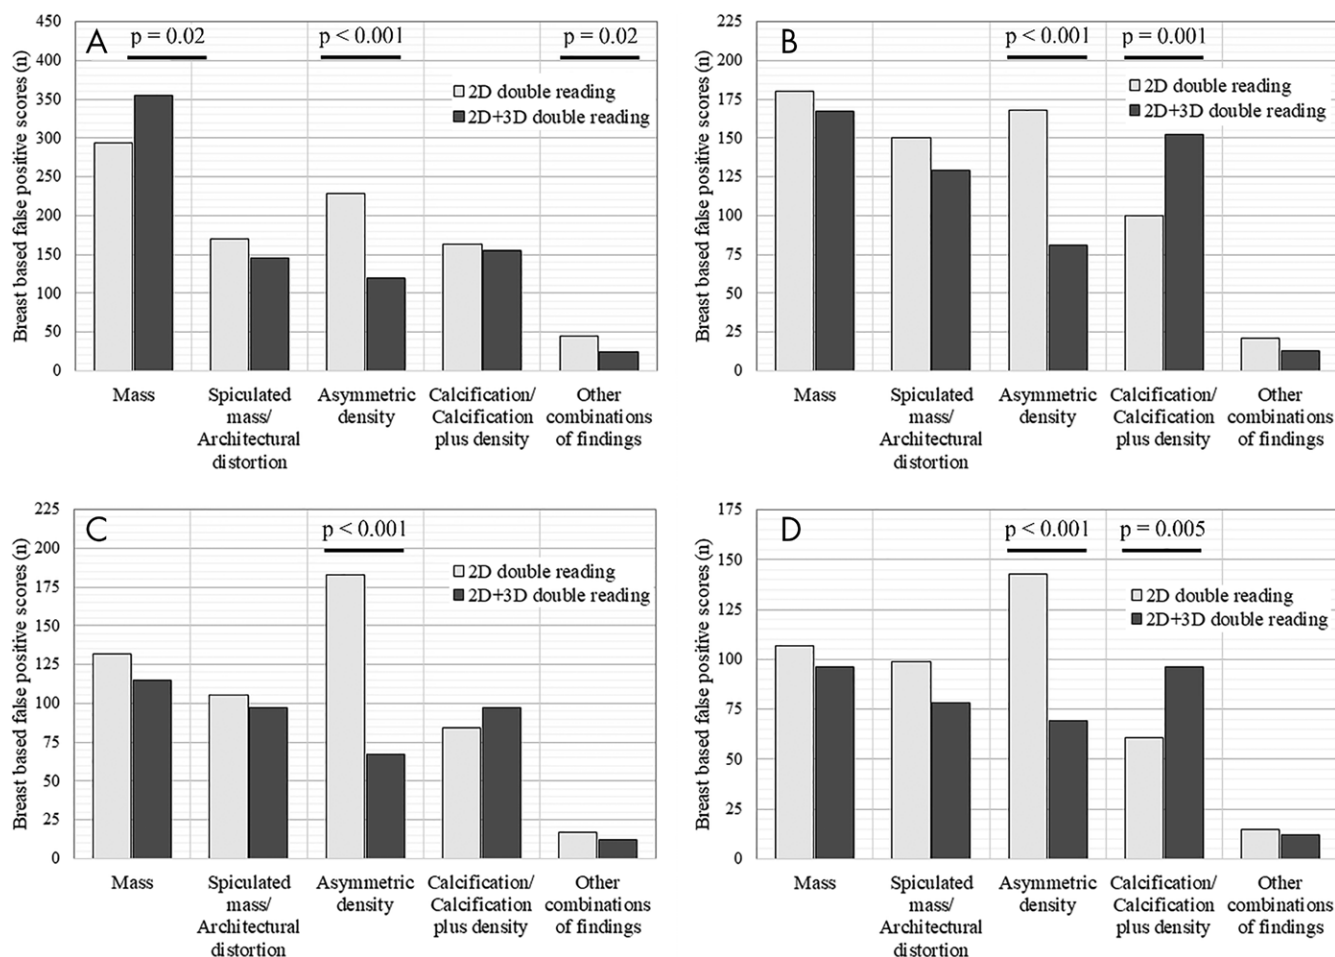 A
p = 0.02
p < 0.001
p = 0.02
2D double reading
2D+3D double reading
Breast based false positive scores (n)
450
400
350
300
250
200
150
100
50
0
Mass
Spiculated
mass/
Architectural
distortion
Asymmetric
density
Calcification/
Calcification
plus density
Other
combinations
of findings
B
p < 0.001
p = 0.001
2D double reading
2D+3D double reading
Breast based false positive scores (n)
225
200
175
150
125
100
75
50
25
0
Mass
Spiculated
mass/
Architectural
distortion
Asymmetric
density
Calcification/
Calcification
plus density
Other
combinations
of findings
C
p < 0.001
2D double reading
2D+3D double reading
Breast based false positive scores (n)
225
200
175
150
125
100
75
50
25
0
Mass
Spiculated
mass/
Architectural
distortion
Asymmetric
density
Calcification/
Calcification
plus density
Other
combinations
of findings
D
p < 0.001
p = 0.005
2D double reading
2D+3D double reading
Breast based false positive scores (n)
175
150
125
100
75
50
25
0
Mass
Spiculated
mass/
Architectural
distortion
Asymmetric
density
Calcification/
Calcification
plus density
Other
combinations
of findings